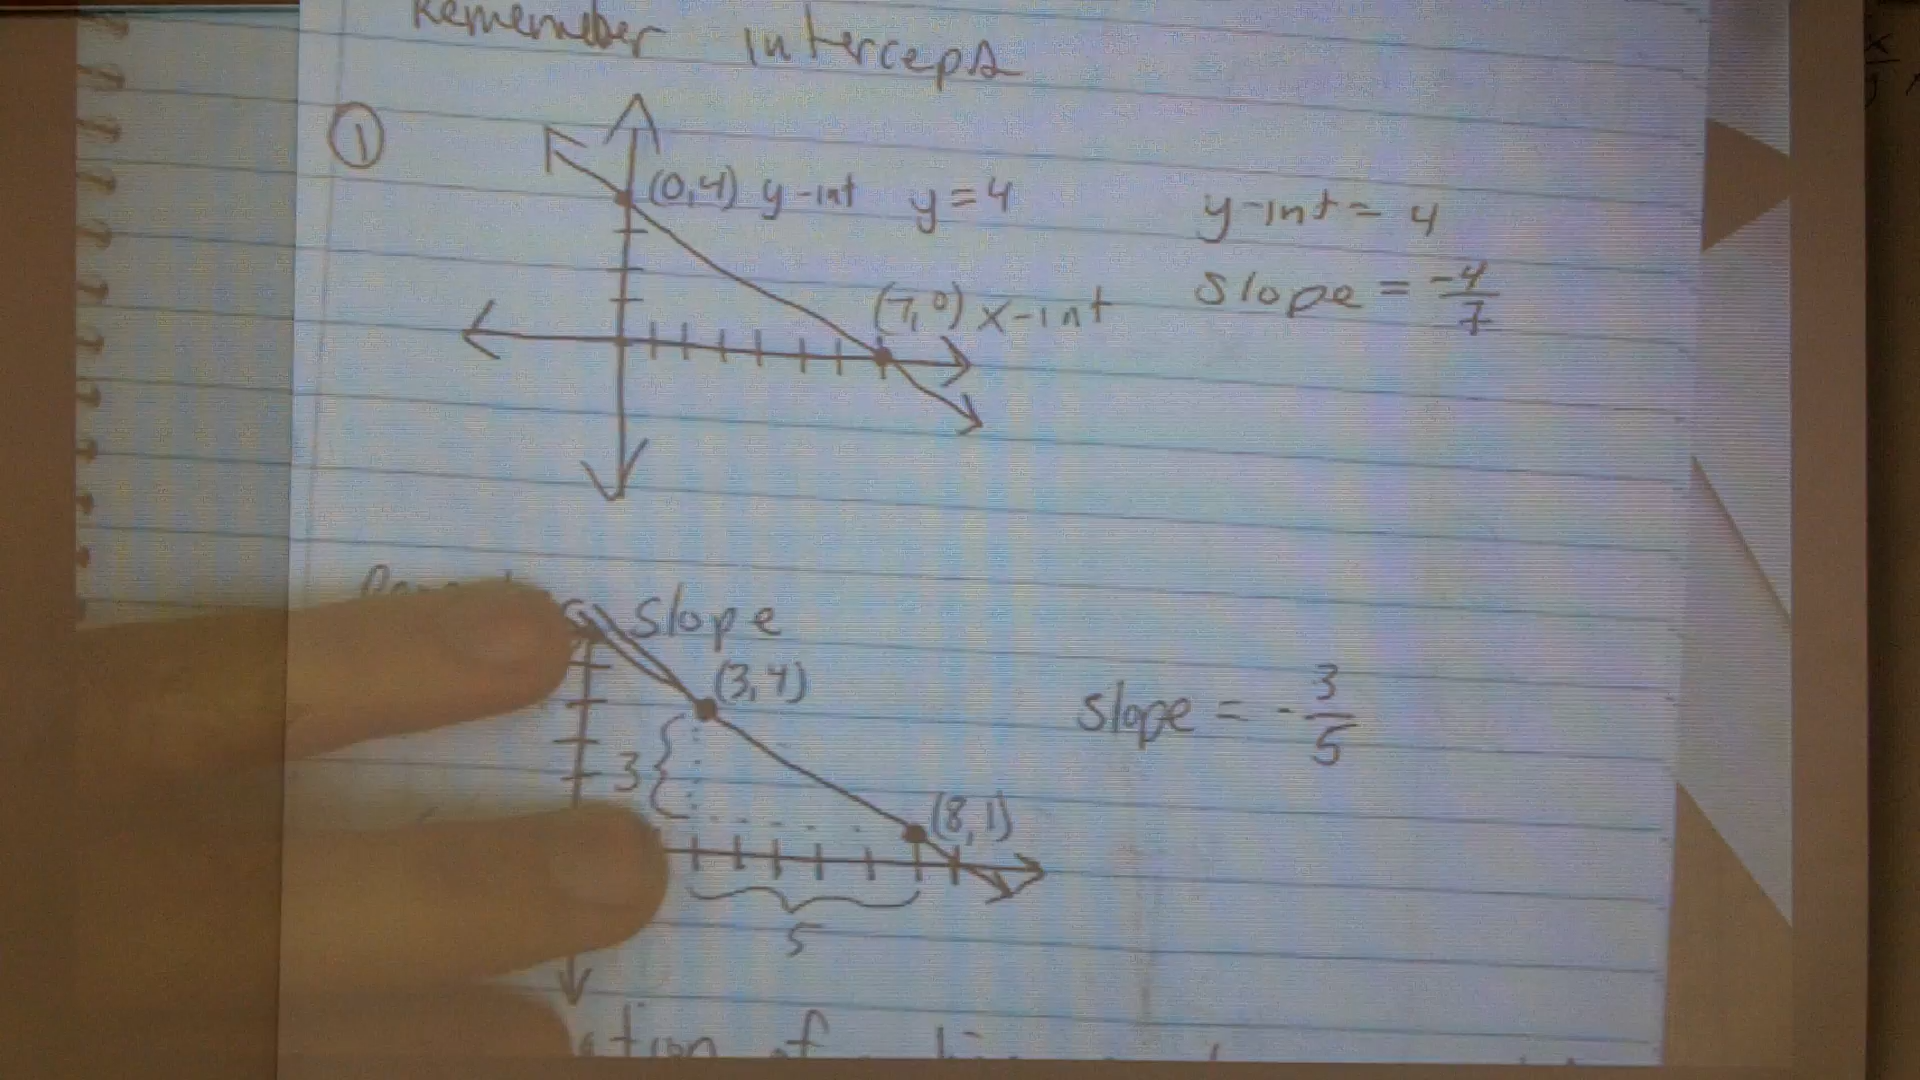 Rememeber intercepts
①
(0,4) y-int y=4
y-int = 4
(7,0) x-int
slope = -4/7
Slope
(3,4)
slope = - 3/5
3
(8,1)
5